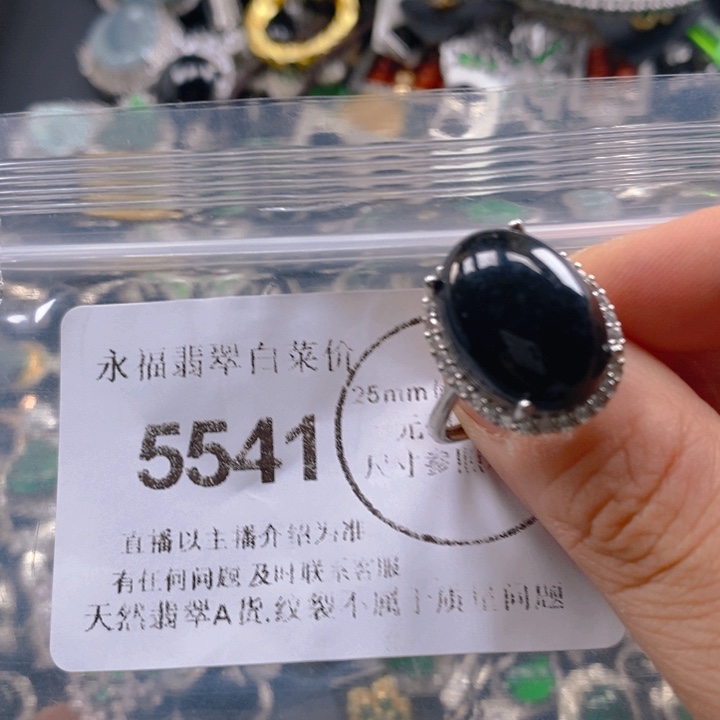 永福翡翠白菜价
5541
25mm
元
尺寸参照
直播以主播介绍为准
有任何问题及时联系客服
天然翡翠A货.纹裂不属于质量问题